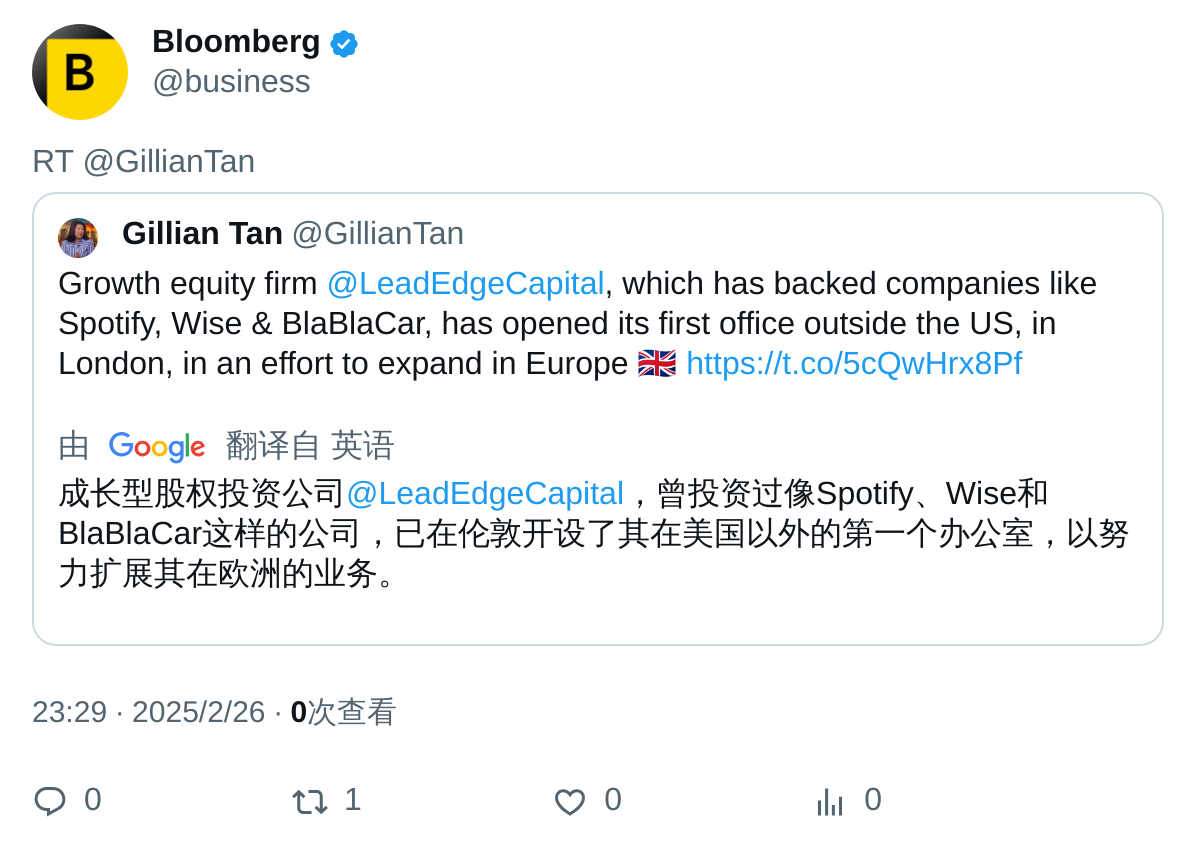 B
Bloomberg
@business
RT @GillianTan
Gillian Tan @GillianTan
Growth equity firm @LeadEdgeCapital, which has backed companies like
Spotify, Wise & BlaBlaCar, has opened its first office outside the US, in
London, in an effort to expand in Europe 🇬🇧 https://t.co/5cQwHrx8Pf
由 Google 翻译自 英语
成长型股权投资公司@LeadEdgeCapital，曾投资过像Spotify、Wise和
BlaBlaCar这样的公司，已在伦敦开设了其在美国以外的第一个办公室，以努
力扩展其在欧洲的业务。
23:29 · 2025/2/26 · 0次查看
0 1 0 0